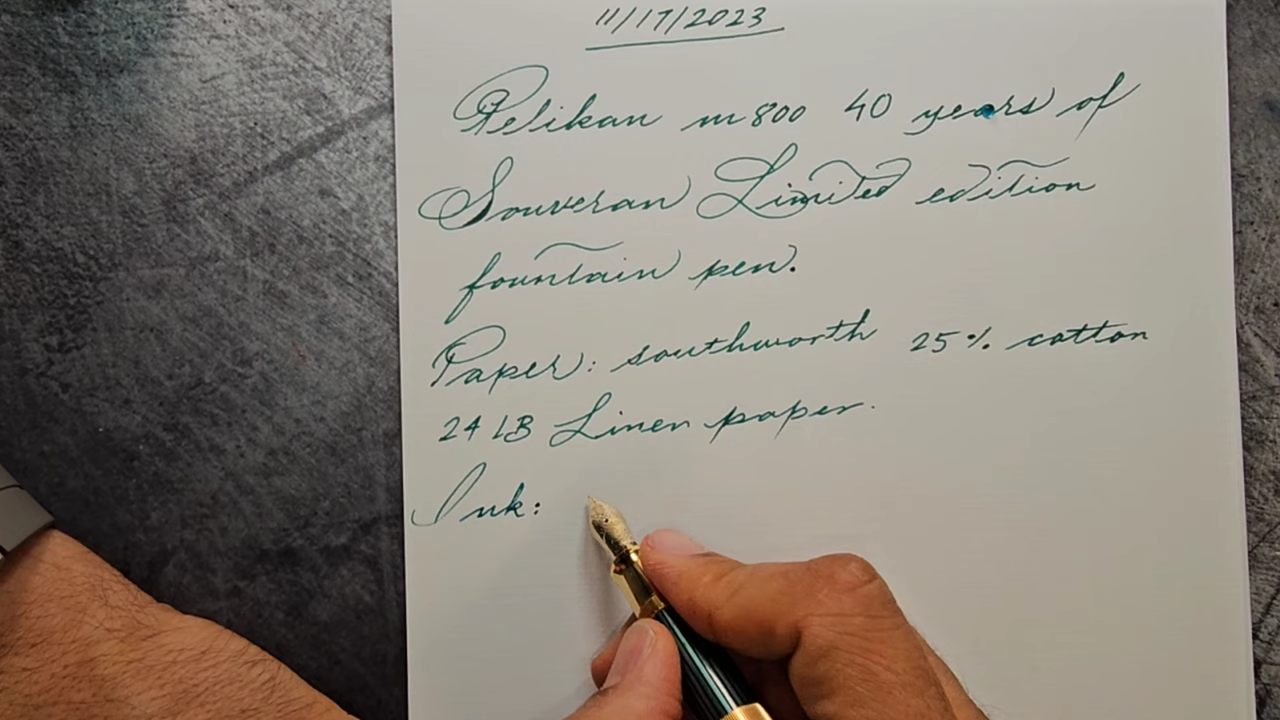 11/17/2023
Pelikan m800 40 years of
Souveran Limited edition
fountain pen.
Paper: southworth 25% cotton
24 LB Linen paper.
Ink: